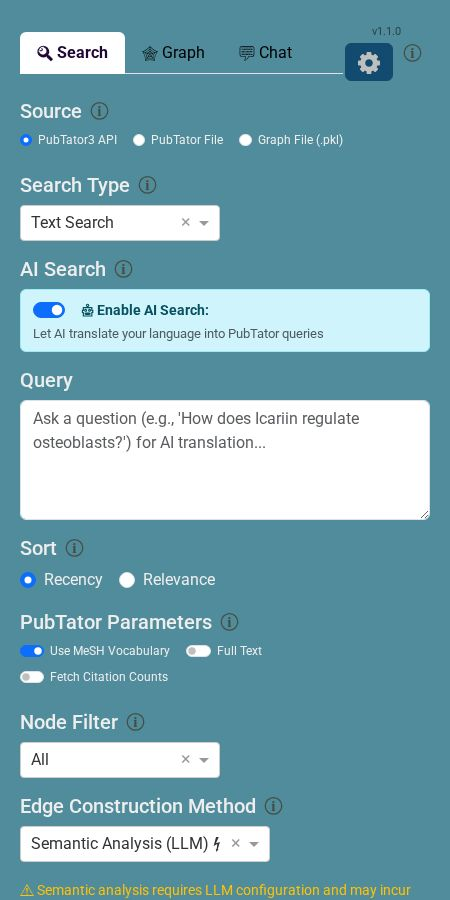 v1.1.0
Search Graph Chat
Source
PubTator3 API PubTator File Graph File (.pkl)
Search Type
Text Search
AI Search
Enable AI Search:
Let AI translate your language into PubTator queries
Query
Ask a question (e.g., 'How does Icariin regulate
osteoblasts?') for AI translation...
Sort
Recency Relevance
PubTator Parameters
Use MeSH Vocabulary Full Text
Fetch Citation Counts
Node Filter
All
Edge Construction Method
Semantic Analysis (LLM)
⚠ Semantic analysis requires LLM configuration and may incur